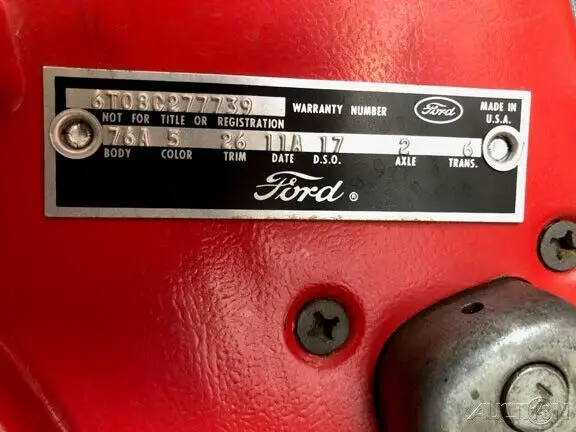 6T08C277739
NOT FOR TITLE OR REGISTRATION
WARRANTY NUMBER
Ford
MADE IN
U.S.A.
76A 5 26 11A 17 2 6
BODY COLOR TRIM DATE D.S.O. AXLE TRANS.
Ford ®